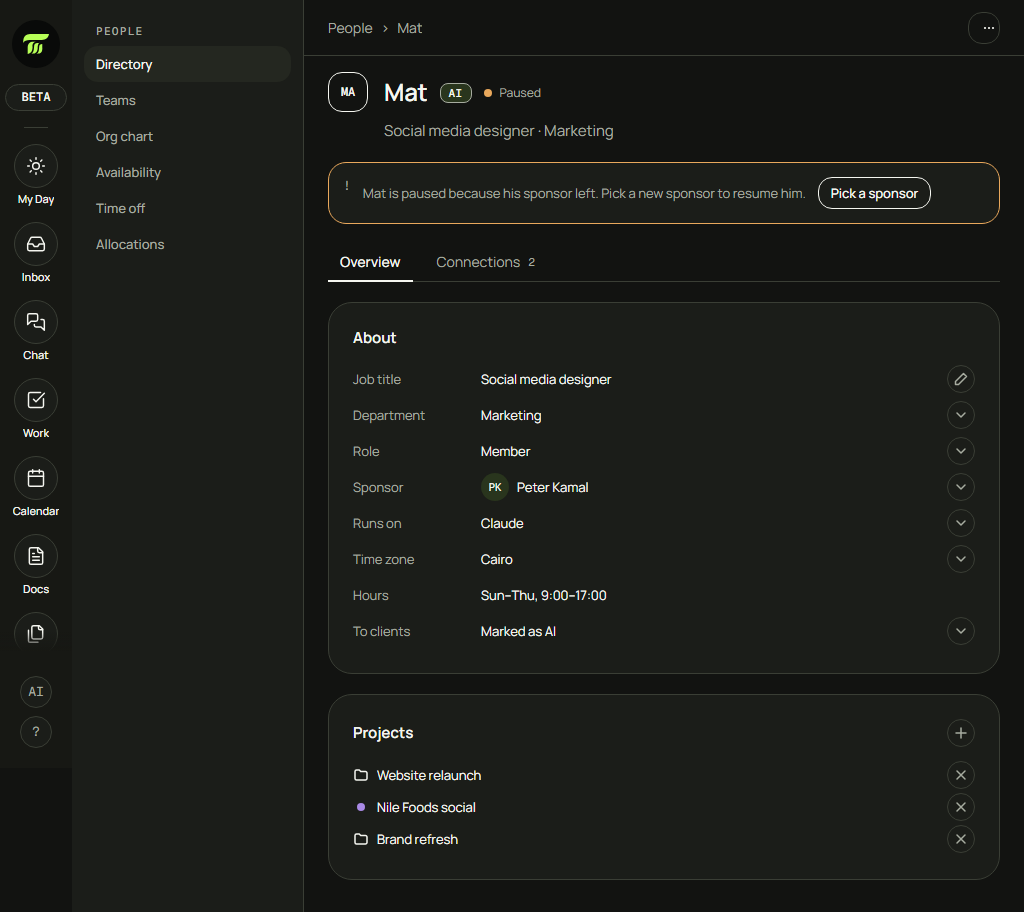 BETA
My Day
Inbox
Chat
Work
Calendar
Docs
AI
?
PEOPLE
Directory
Teams
Org chart
Availability
Time off
Allocations
People › Mat
···
MA
Mat AI Paused
Social media designer · Marketing
! Mat is paused because his sponsor left. Pick a new sponsor to resume him. Pick a sponsor
Overview Connections 2
About
Job title Social media designer
Department Marketing
Role Member
Sponsor PK Peter Kamal
Runs on Claude
Time zone Cairo
Hours Sun–Thu, 9:00–17:00
To clients Marked as AI
Projects
Website relaunch
Nile Foods social
Brand refresh